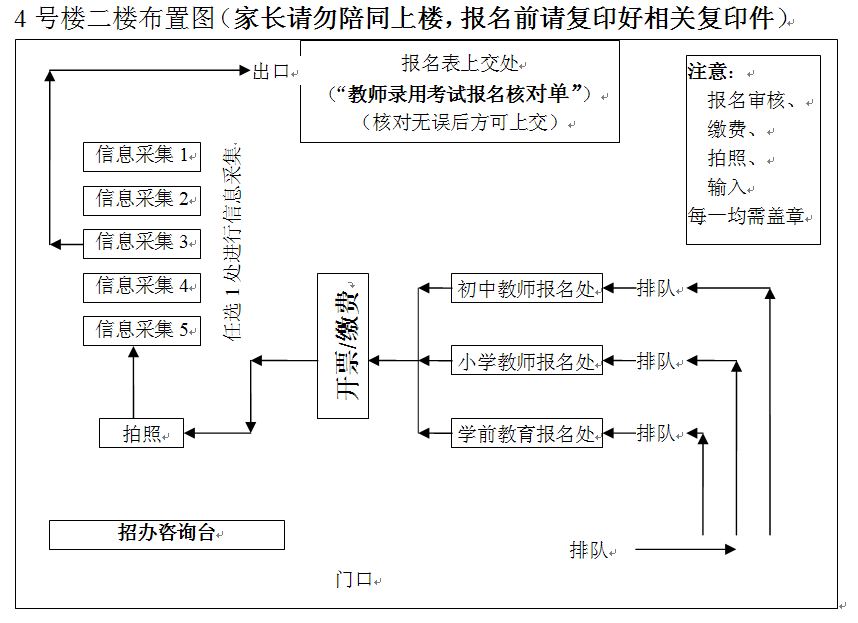 4 号楼二楼布置图（家长请勿陪同上楼，报名前请复印好相关复印件）
出口
报名表上交处
（“教师录用考试报名核对单”）
（核对无误后方可上交）
注意：
报名审核、
缴费、
拍照、
输入
每一均需盖章
信息采集 1
信息采集 2
信息采集 3
信息采集 4
信息采集 5
任选 1 处进行信息采集
开票/缴费
初中教师报名处
排队
小学教师报名处
排队
学前教育报名处
排队
拍照
招办咨询台
排队
门口